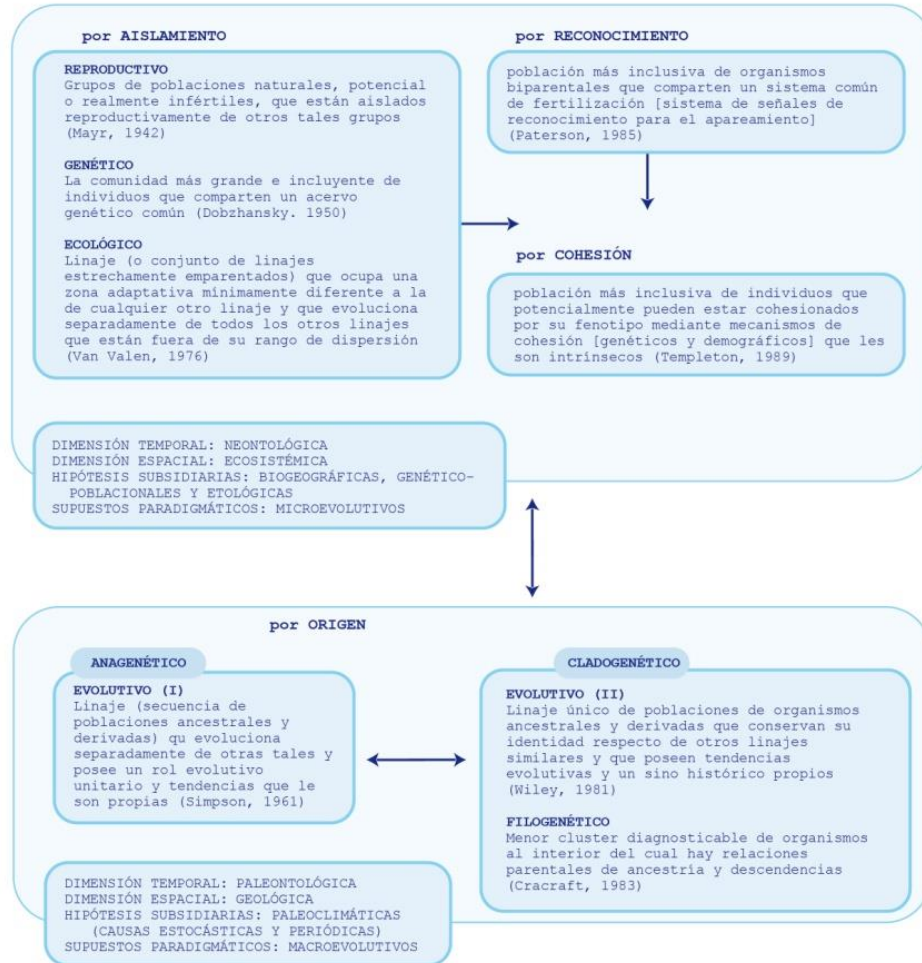 por AISLAMIENTO
REPRODUCTIVO
Grupos de poblaciones naturales, potencial
o realmente infértiles, que están aislados
reproductivamente de otros tales grupos
(Mayr, 1942)
GENÉTICO
La comunidad más grande e incluyente de
individuos que comparten un acervo
genético común (Dobzhansky. 1950)
ECOLÓGICO
Linaje (o conjunto de linajes
estrechamente emparentados) que ocupa una
zona adaptativa mínimamente diferente a la
de cualquier otro linaje y que evoluciona
separadamente de todos los otros linajes
que están fuera de su rango de dispersión
(Van Valen, 1976)
por RECONOCIMIENTO
población más inclusiva de organismos
biparentales que comparten un sistema común
de fertilización [sistema de señales de
reconocimiento para el apareamiento]
(Paterson, 1985)
por COHESIÓN
población más inclusiva de individuos que
potencialmente pueden estar cohesionados
por su fenotipo mediante mecanismos de
cohesión [genéticos y demográficos] que les
son intrínsecos (Templeton, 1989)
DIMENSIÓN TEMPORAL: NEONTOLÓGICA
DIMENSIÓN ESPACIAL: ECOSISTÉMICA
HIPÓTESIS SUBSIDIARIAS: BIOGEOGRÁFICAS, GENÉTICO-
POBLACIONALES Y ETOLÓGICAS
SUPUESTOS PARADIGMÁTICOS: MICROEVOLUTIVOS
por ORIGEN
ANAGENÉTICO
EVOLUTIVO (I)
Linaje (secuencia de
poblaciones ancestrales y
derivadas) qu evoluciona
separadamente de otras tales y
posee un rol evolutivo
unitario y tendencias que le
son propias (Simpson, 1961)
CLADOGENÉTICO
EVOLUTIVO (II)
Linaje único de poblaciones de organismos
ancestrales y derivadas que conservan su
identidad respecto de otros linajes
similares y que poseen tendencias
evolutivas y un sino histórico propios
(Wiley, 1981)
FILOGENÉTICO
Menor cluster diagnosticable de organismos
al interior del cual hay relaciones
parentales de ancestría y descendencias
(Cracraft, 1983)
DIMENSIÓN TEMPORAL: PALEONTOLÓGICA
DIMENSIÓN ESPACIAL: GEOLÓGICA
HIPÓTESIS SUBSIDIARIAS: PALEOCLIMÁTICAS
(CAUSAS ESTOCÁSTICAS Y PERIÓDICAS)
SUPUESTOS PARADIGMÁTICOS: MACROEVOLUTIVOS